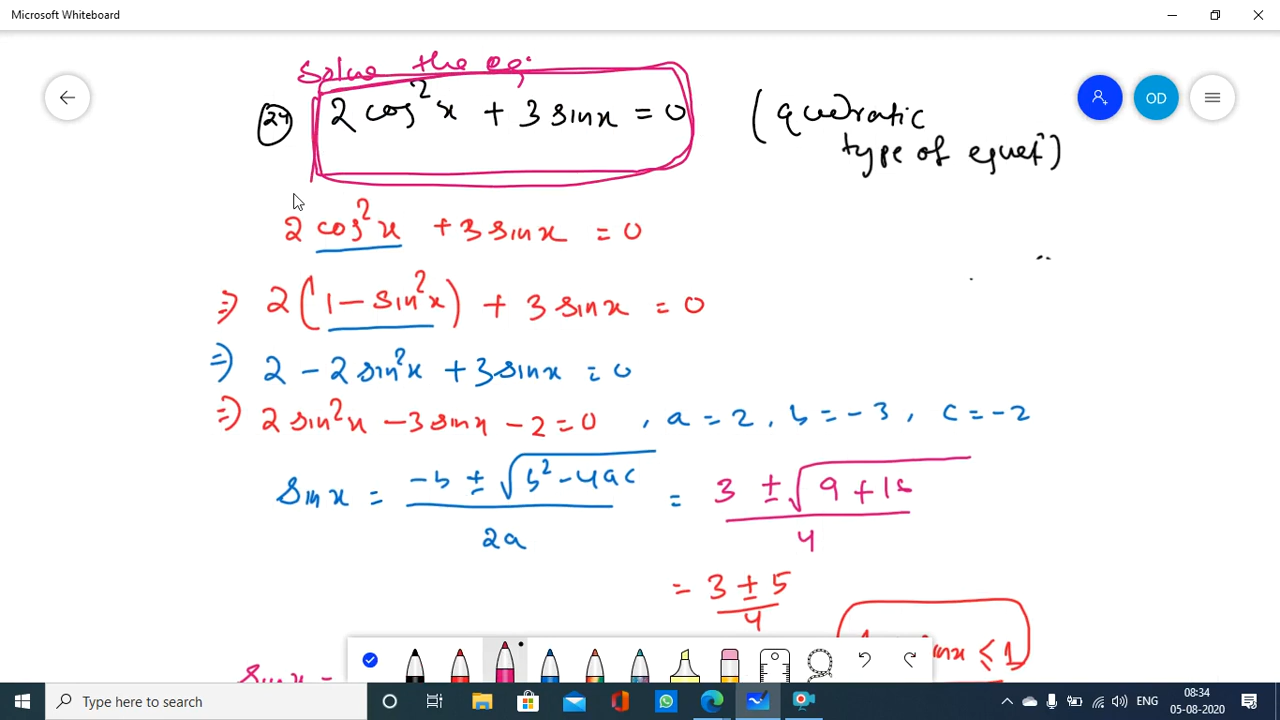 Microsoft Whiteboard
Solve the eq:
OD
(24) 2 cos²x + 3 sinx = 0 (quadratic
type of equatⁿ)
2 cos²x + 3 sinx = 0
⇒ 2(1 − sin²x) + 3 sinx = 0
⇒ 2 − 2 sin²x + 3 sinx = 0
⇒ 2 sin²x − 3 sinx − 2 = 0 , a = 2 , b = −3 , c = −2
sin x = (−b ± √(b² − 4ac)) / 2a = (3 ± √(9 + 16)) / 4
= (3 ± 5) / 4
sinx ≤ 1
sinx =
Type here to search
ENG
08:34
05-08-2020